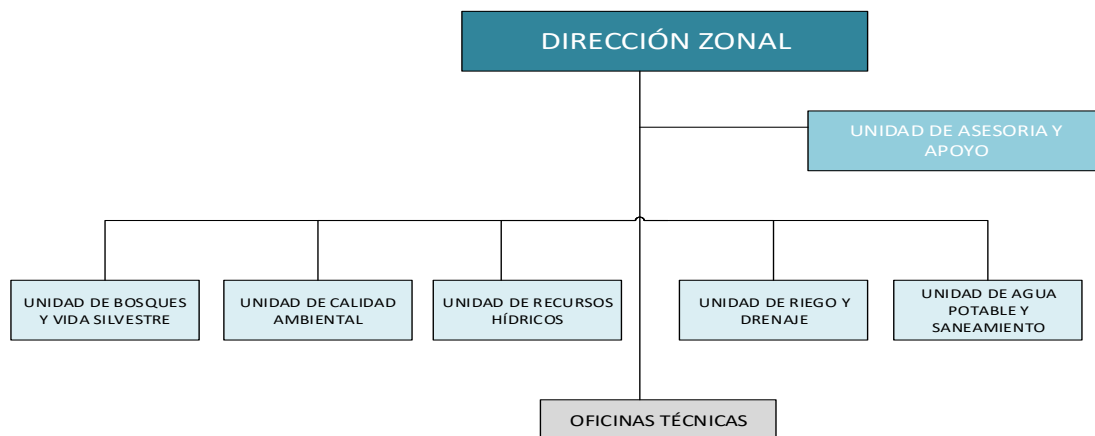 DIRECCIÓN ZONAL
UNIDAD DE ASESORIA Y
APOYO
UNIDAD DE BOSQUES
Y VIDA SILVESTRE
UNIDAD DE CALIDAD
AMBIENTAL
UNIDAD DE RECURSOS
HÍDRICOS
UNIDAD DE RIEGO Y
DRENAJE
UNIDAD DE AGUA
POTABLE Y
SANEAMIENTO
OFICINAS TÉCNICAS